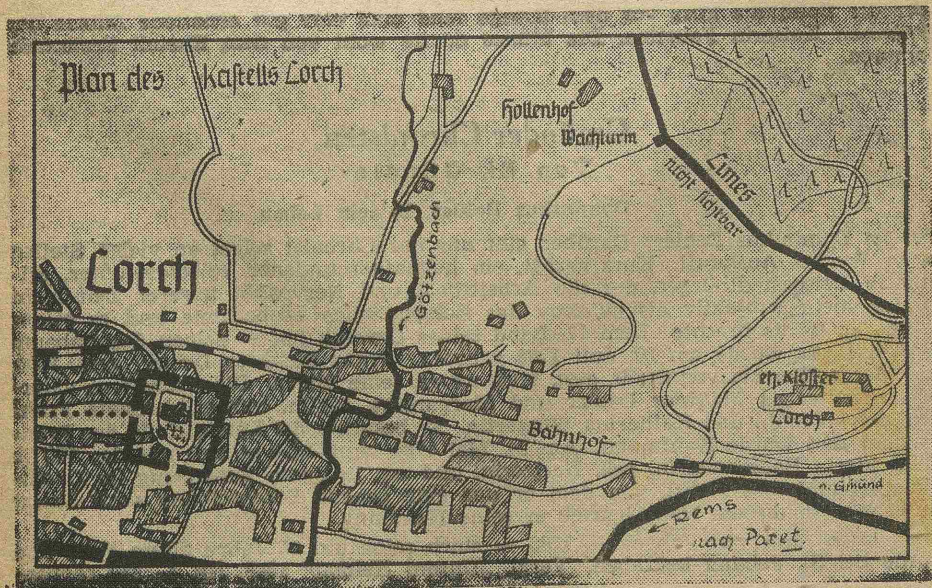 Plan des Kastells Lorch
Hollenhof
Wachturm
Limes
nicht sichtbar
Lorch
Götzenbach
eh. Kloster
Lorch
Bahnhof
n. Gmünd
← Rems
nach Paret.